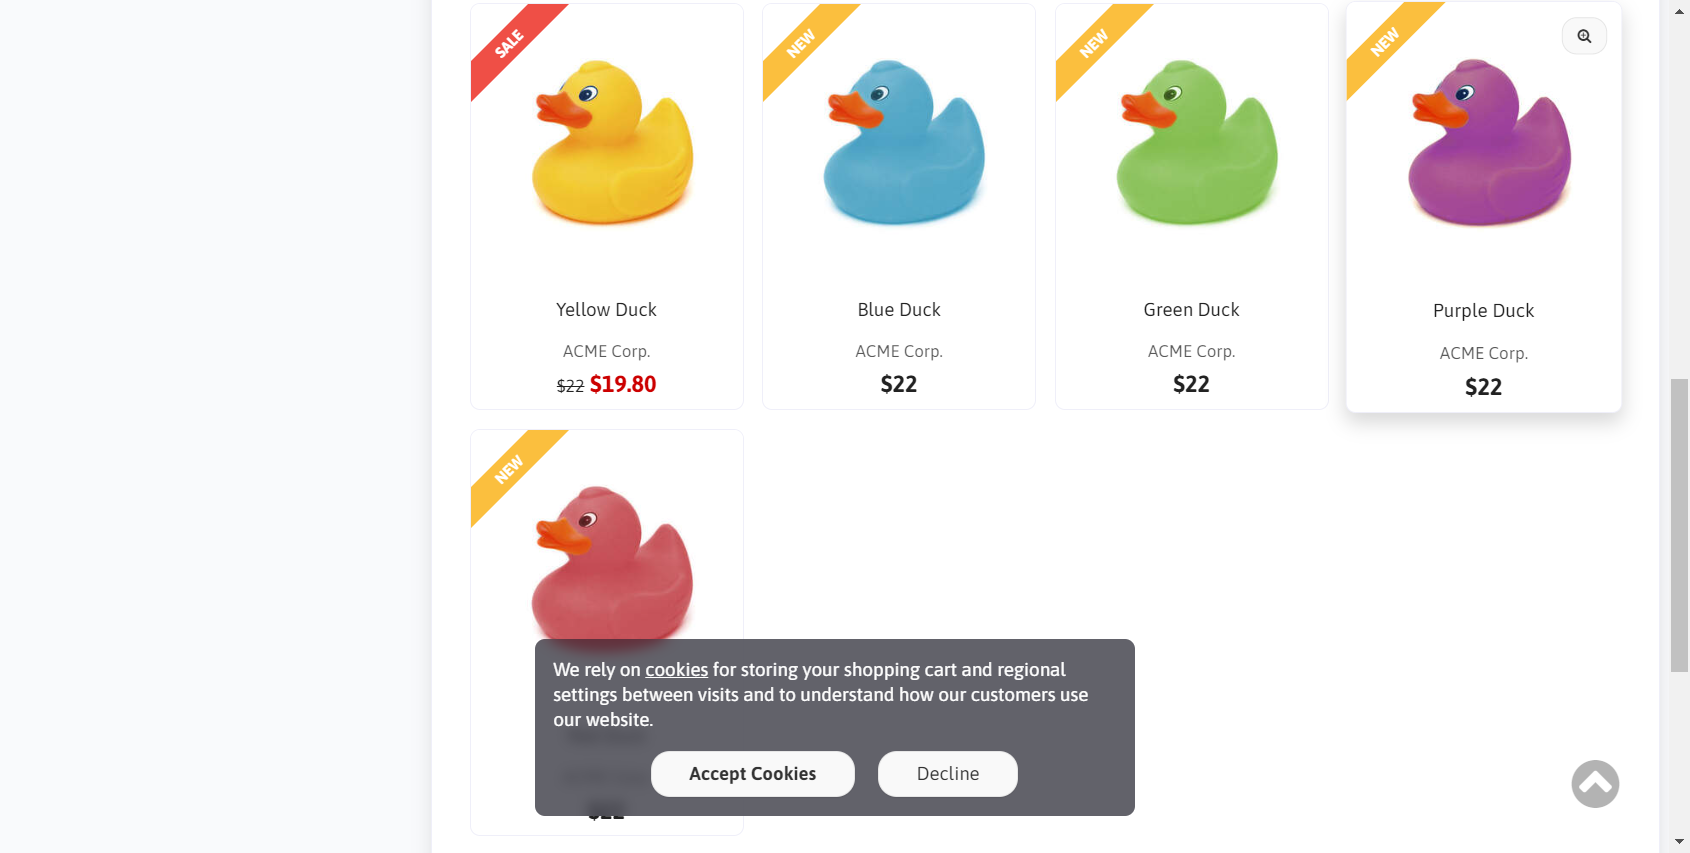 SALE
NEW
NEW
NEW
Yellow Duck
Blue Duck
Green Duck
Purple Duck
ACME Corp.
ACME Corp.
ACME Corp.
ACME Corp.
$22 $19.80
$22
$22
$22
NEW
We rely on cookies for storing your shopping cart and regional
settings between visits and to understand how our customers use
our website.
Accept Cookies
Decline
$22